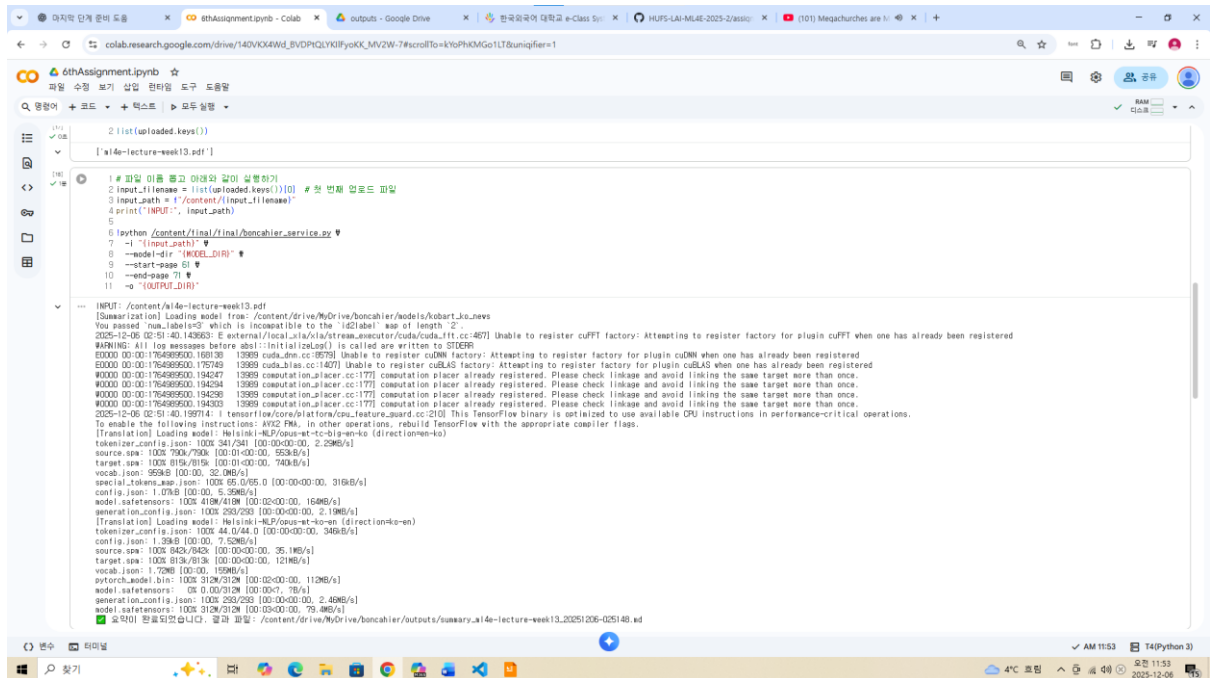 마지막 단계 준비 도움
6thAssignment.ipynb - Colab
outputs - Google Drive
한국외국어 대학교 e-Class Sys
HUFS-LAI-ML4E-2025-2/assig
(101) Megachurches are M
colab.research.google.com/drive/140VKX4Wd_BVDPtQLYKIlFyoKK_MV2W-7#scrollTo=kYoPhKMGo1LT&uniqifier=1
6thAssignment.ipynb
파일 수정 보기 삽입 런타임 도구 도움말
공유
명령어 + 코드 + 텍스트 모두 실행
RAM
디스크
[17]
0초
2 list(uploaded.keys())
['ml4e-lecture-week13.pdf']
[18]
1분
1 # 파일 이름 뽑고 아래와 같이 실행하기
2 input_filename = list(uploaded.keys())[0] # 첫 번째 업로드 파일
3 input_path = f"/content/{input_filename}"
4 print("INPUT:", input_path)
5
6 !python /content/final/final/boncahier_service.py ₩
7 -i "{input_path}" ₩
8 --model-dir "{MODEL_DIR}" ₩
9 --start-page 61 ₩
10 --end-page 71 ₩
11 -o "{OUTPUT_DIR}"
INPUT: /content/ml4e-lecture-week13.pdf
[Summarization] Loading model from: /content/drive/MyDrive/boncahier/models/kobart_ko_news
You passed `num_labels=3` which is incompatible to the `id2label` map of length `2`.
2025-12-06 02:51:40.143663: E external/local_xla/xla/stream_executor/cuda/cuda_fft.cc:467] Unable to register cuFFT factory: Attempting to register factory for plugin cuFFT when one has already been registered
WARNING: All log messages before absl::InitializeLog() is called are written to STDERR
E0000 00:00:1764989500.168138 13989 cuda_dnn.cc:8579] Unable to register cuDNN factory: Attempting to register factory for plugin cuDNN when one has already been registered
E0000 00:00:1764989500.175749 13989 cuda_blas.cc:1407] Unable to register cuBLAS factory: Attempting to register factory for plugin cuBLAS when one has already been registered
W0000 00:00:1764989500.194247 13989 computation_placer.cc:177] computation placer already registered. Please check linkage and avoid linking the same target more than once.
W0000 00:00:1764989500.194294 13989 computation_placer.cc:177] computation placer already registered. Please check linkage and avoid linking the same target more than once.
W0000 00:00:1764989500.194298 13989 computation_placer.cc:177] computation placer already registered. Please check linkage and avoid linking the same target more than once.
W0000 00:00:1764989500.194303 13989 computation_placer.cc:177] computation placer already registered. Please check linkage and avoid linking the same target more than once.
2025-12-06 02:51:40.199714: I tensorflow/core/platform/cpu_feature_guard.cc:210] This TensorFlow binary is optimized to use available CPU instructions in performance-critical operations.
To enable the following instructions: AVX2 FMA, in other operations, rebuild TensorFlow with the appropriate compiler flags.
[Translation] Loading model: Helsinki-NLP/opus-mt-tc-big-en-ko (direction=en-ko)
tokenizer_config.json: 100% 341/341 [00:00<00:00, 2.29MB/s]
source.spm: 100% 790k/790k [00:01<00:00, 553kB/s]
target.spm: 100% 815k/815k [00:01<00:00, 740kB/s]
vocab.json: 959kB [00:00, 32.0MB/s]
special_tokens_map.json: 100% 65.0/65.0 [00:00<00:00, 316kB/s]
config.json: 1.07kB [00:00, 5.35MB/s]
model.safetensors: 100% 418M/418M [00:02<00:00, 164MB/s]
generation_config.json: 100% 293/293 [00:00<00:00, 2.19MB/s]
[Translation] Loading model: Helsinki-NLP/opus-mt-ko-en (direction=ko-en)
tokenizer_config.json: 100% 44.0/44.0 [00:00<00:00, 346kB/s]
config.json: 1.39kB [00:00, 7.52MB/s]
source.spm: 100% 842k/842k [00:00<00:00, 35.1MB/s]
target.spm: 100% 813k/813k [00:00<00:00, 121MB/s]
vocab.json: 1.72MB [00:00, 155MB/s]
pytorch_model.bin: 100% 312M/312M [00:02<00:00, 112MB/s]
model.safetensors: 0% 0.00/312M [00:00<?, ?B/s]
generation_config.json: 100% 293/293 [00:00<00:00, 2.46MB/s]
model.safetensors: 100% 312M/312M [00:03<00:00, 79.4MB/s]
✅ 요약이 완료되었습니다. 결과 파일: /content/drive/MyDrive/boncahier/outputs/summary_ml4e-lecture-week13_20251206-025148.md
변수 터미널
AM 11:53 T4(Python 3)
찾기
4°C 흐림
오전 11:53
2025-12-06